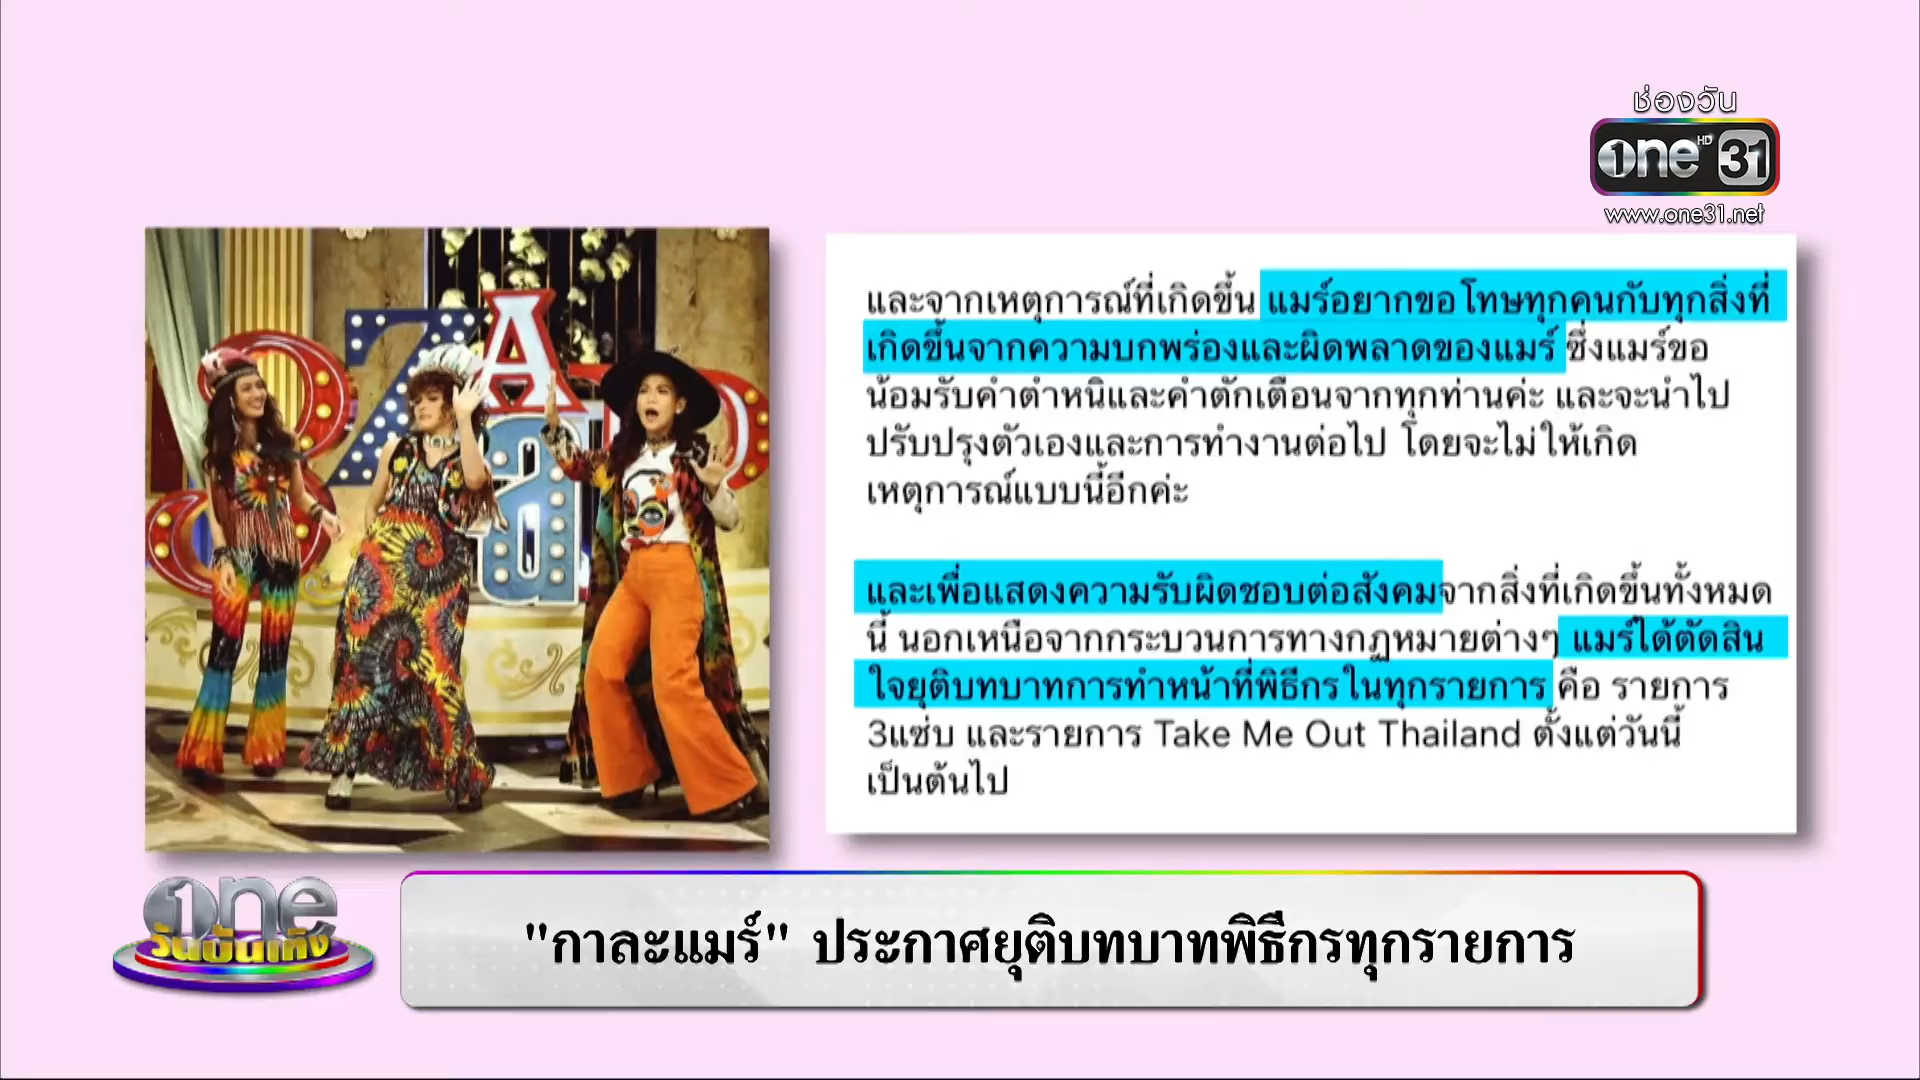 ช่องวัน
one HD 31
www.one31.net
3
Z
A
P
ส
และจากเหตุการณ์ที่เกิดขึ้น แมร์อยากขอโทษทุกคนกับทุกสิ่งที่
เกิดขึ้นจากความบกพร่องและผิดพลาดของแมร์ ซึ่งแมร์ขอ
น้อมรับคำตำหนิและคำตักเตือนจากทุกท่านค่ะ และจะนำไป
ปรับปรุงตัวเองและการทำงานต่อไป โดยจะไม่ให้เกิด
เหตุการณ์แบบนี้อีกค่ะ
และเพื่อแสดงความรับผิดชอบต่อสังคมจากสิ่งที่เกิดขึ้นทั้งหมด
นี้ นอกเหนือจากกระบวนการทางกฎหมายต่างๆ แมร์ได้ตัดสิน
ใจยุติบทบาทการทำหน้าที่พิธีกรในทุกรายการ คือ รายการ
3แซ่บ และรายการ Take Me Out Thailand ตั้งแต่วันนี้
เป็นต้นไป
one
วันบันเทิง
"กาละแมร์" ประกาศยุติบทบาทพิธีกรทุกรายการ